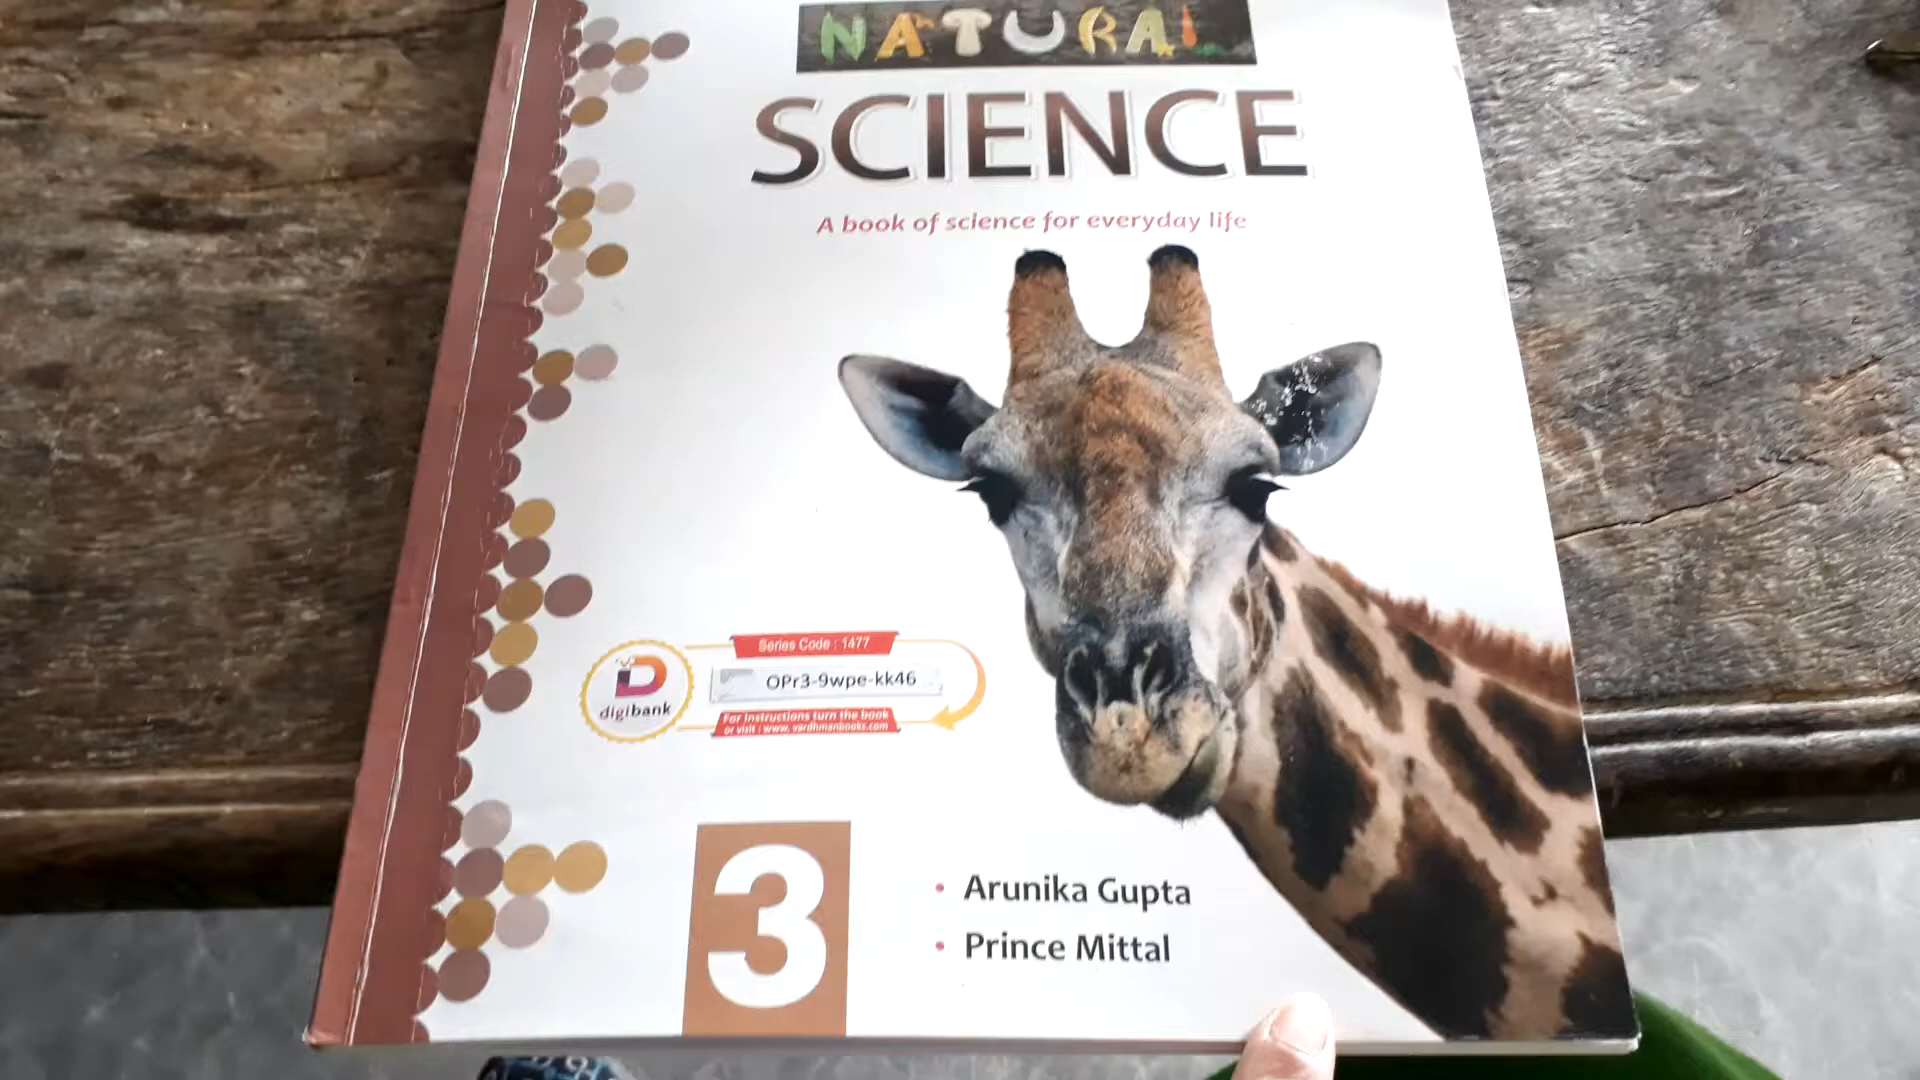 NATURAL
SCIENCE
A book of science for everyday life
Series Code : 1477
OPr3-9wpe-kk46
digibank
For Instructions turn the book
or visit : www. vardhmanbooks.com
3
• Arunika Gupta
• Prince Mittal